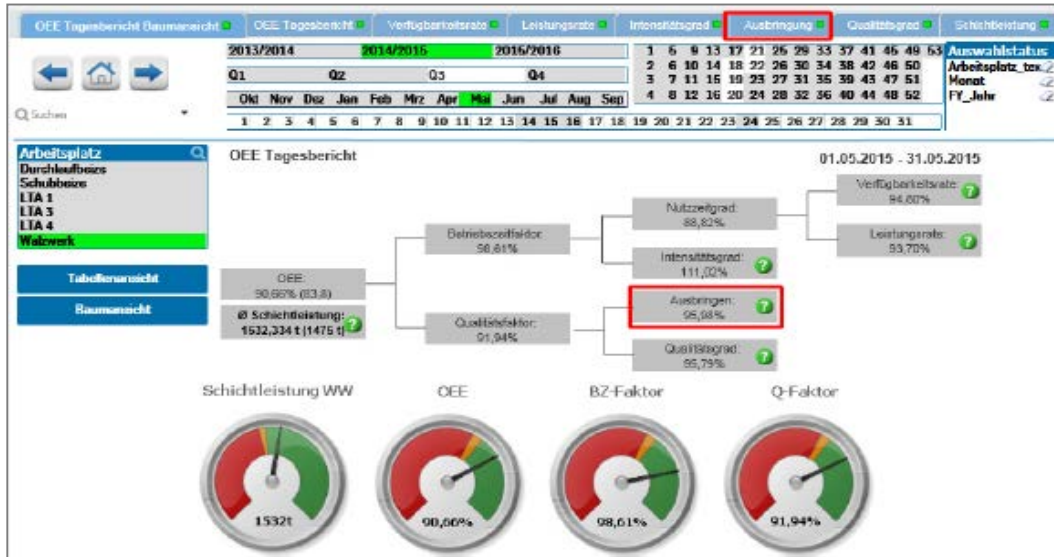 OEE Tagesbericht Baumansicht OEE Tagesbericht Verfügbarkeitsrate Leistungsrate Intensitätsgrad Ausbringung Qualitätsgrad Schichtleistung
2013/2014 2014/2015 2015/2016
Q1 Q2 Q3 Q4
Okt Nov Dez Jan Feb Mrz Apr Mai Jun Jul Aug Sep
1 2 3 4 5 6 7 8 9 10 11 12 13 14 15 16 17 18 19 20 21 22 23 24 25 26 27 28 29 30 31
1 5 9 13 17 21 25 29 33 37 41 45 49 53
2 6 10 14 18 22 26 30 34 38 42 46 50
3 7 11 15 19 23 27 31 35 39 43 47 51
4 8 12 16 20 24 28 32 36 40 44 48 52
Auswahlstatus
Arbeitsplatz_tex
Monat
FY_Jahr
Suchen
Arbeitsplatz
Durchlaufbeize
Schubbeize
LTA 1
LTA 3
LTA 4
Walzwerk
Tabellenansicht
Baumansicht
OEE Tagesbericht
01.05.2015 - 31.05.2015
OEE:
90,66% (83.8)
Ø Schichtleistung:
1532,334 t (1475 t)
Betriebszeitfaktor:
98,61%
Qualitätsfaktor:
91,94%
Nutzzeitgrad:
88,82%
Intensitätsgrad:
111,02%
Ausbringen:
95,98%
Qualitätsgrad:
95,79%
Verfügbarkeitsrate:
94,80%
Leistungsrate:
93,70%
Schichtleistung WW OEE BZ-Faktor Q-Faktor
1532t 90,66% 98,61% 91,94%